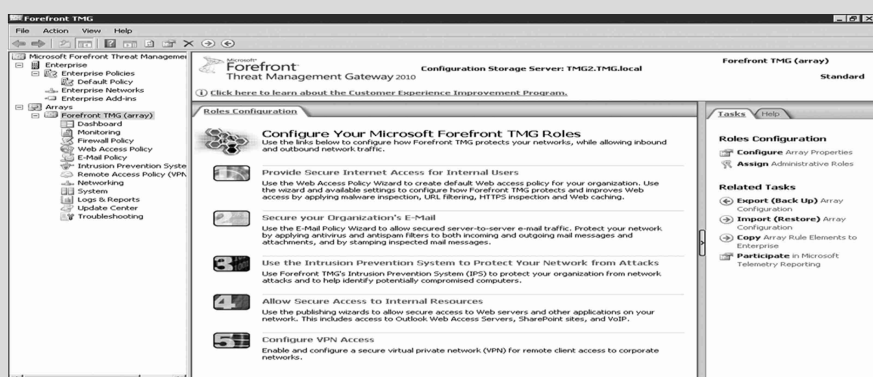 Forefront TMG
File Action View Help
Microsoft Forefront Threat Manageme
Enterprise
Enterprise Policies
Default Policy
Enterprise Networks
Enterprise Add-ins
Arrays
Forefront TMG (array)
Dashboard
Monitoring
Firewall Policy
Web Access Policy
E-Mail Policy
Intrusion Prevention Syste
Remote Access Policy (VPN
Networking
System
Logs & Reports
Update Center
Troubleshooting
Microsoft
Forefront
Threat Management Gateway 2010
Configuration Storage Server: TMG2.TMG.local
Forefront TMG (array)
Standard
Click here to learn about the Customer Experience Improvement Program.
Roles Configuration
Configure Your Microsoft Forefront TMG Roles
Use the links below to configure how Forefront TMG protects your networks, while allowing inbound
and outbound network traffic.
1
Provide Secure Internet Access for Internal Users
Use the Web Access Policy Wizard to create default Web access policy for your organization. Use
the wizard and available settings to configure how Forefront TMG protects and improves Web
access by applying malware inspection, URL filtering, HTTPS inspection and Web caching.
2
Secure your Organization's E-Mail
Use the E-Mail Policy Wizard to allow secured server-to-server e-mail traffic. Protect your network
by applying antivirus and antispam filters to both incoming and outgoing mail messages and
attachments, and by stamping inspected mail messages.
3
Use the Intrusion Prevention System to Protect Your Network from Attacks
Use Forefront TMG's Intrusion Prevention System (IPS) to protect your organization from network
attacks and to help identify potentially compromised computers.
4
Allow Secure Access to Internal Resources
Use the publishing wizards to allow secure access to Web servers and other applications on your
network. This includes access to Outlook Web Access Servers, SharePoint sites, and VoIP.
5
Configure VPN Access
Enable and configure a secure virtual private network (VPN) for remote client access to corporate
networks.
Tasks Help
Roles Configuration
Configure Array Properties
Assign Administrative Roles
Related Tasks
Export (Back Up) Array
Configuration
Import (Restore) Array
Configuration
Copy Array Rule Elements to
Enterprise
Participate in Microsoft
Telemetry Reporting